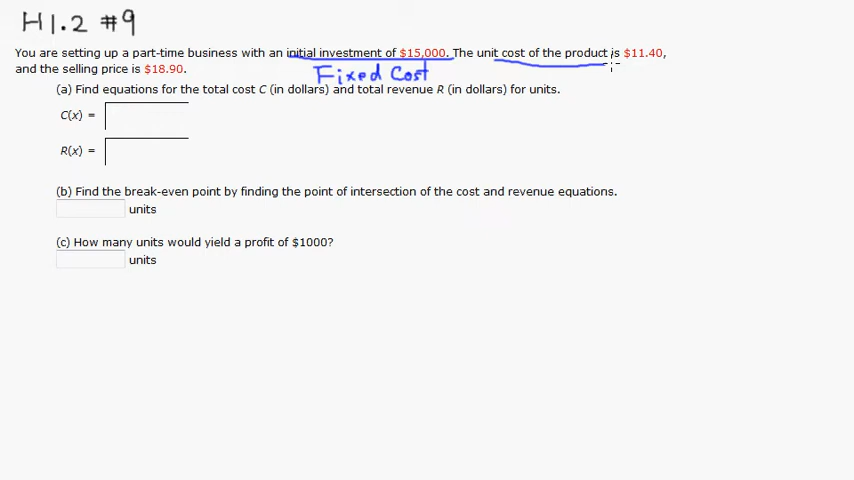 H1.2 #9
You are setting up a part-time business with an initial investment of $15,000. The unit cost of the product is $11.40,
and the selling price is $18.90.
Fixed Cost
(a) Find equations for the total cost C (in dollars) and total revenue R (in dollars) for units.
C(x) =
R(x) =
(b) Find the break-even point by finding the point of intersection of the cost and revenue equations.
units
(c) How many units would yield a profit of $1000?
units